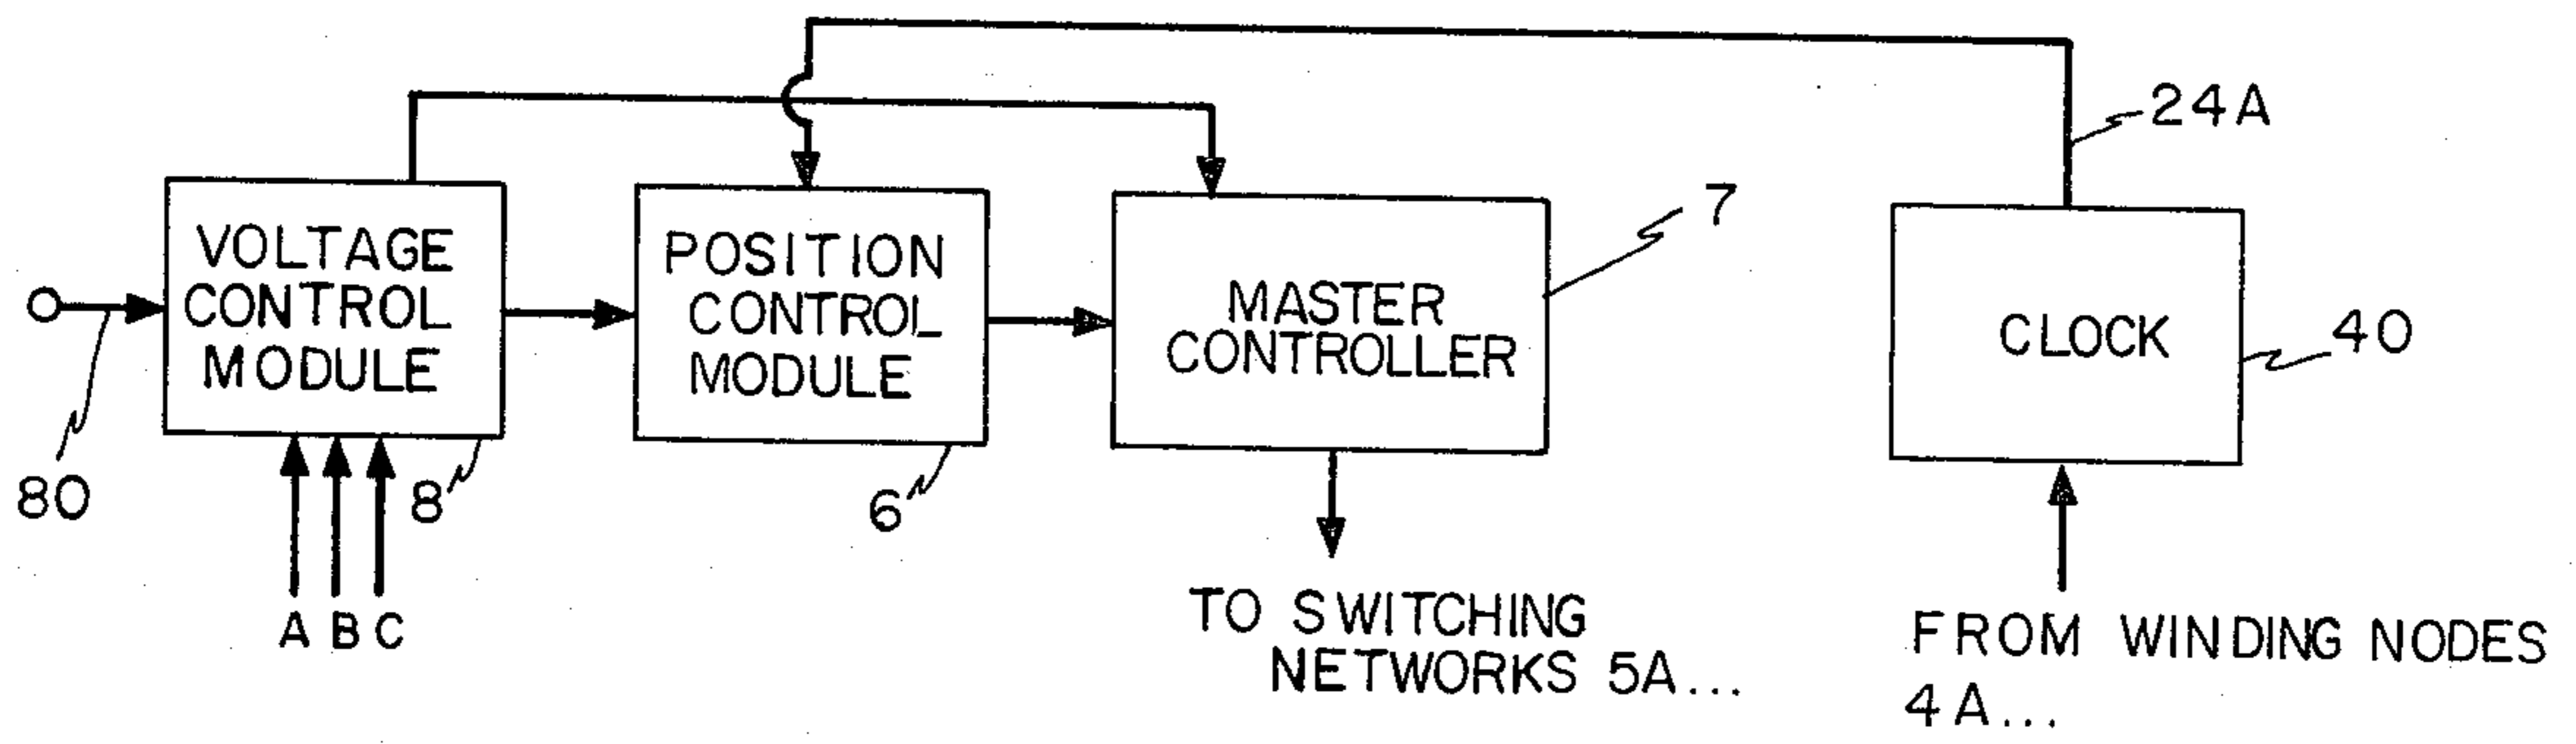 24A
7
VOLTAGE
CONTROL
MODULE
POSITION
CONTROL
MODULE
MASTER
CONTROLLER
CLOCK
40
80
8
6
A B C
TO SWITCHING
NETWORKS 5A...
FROM WINDING NODES
4A...